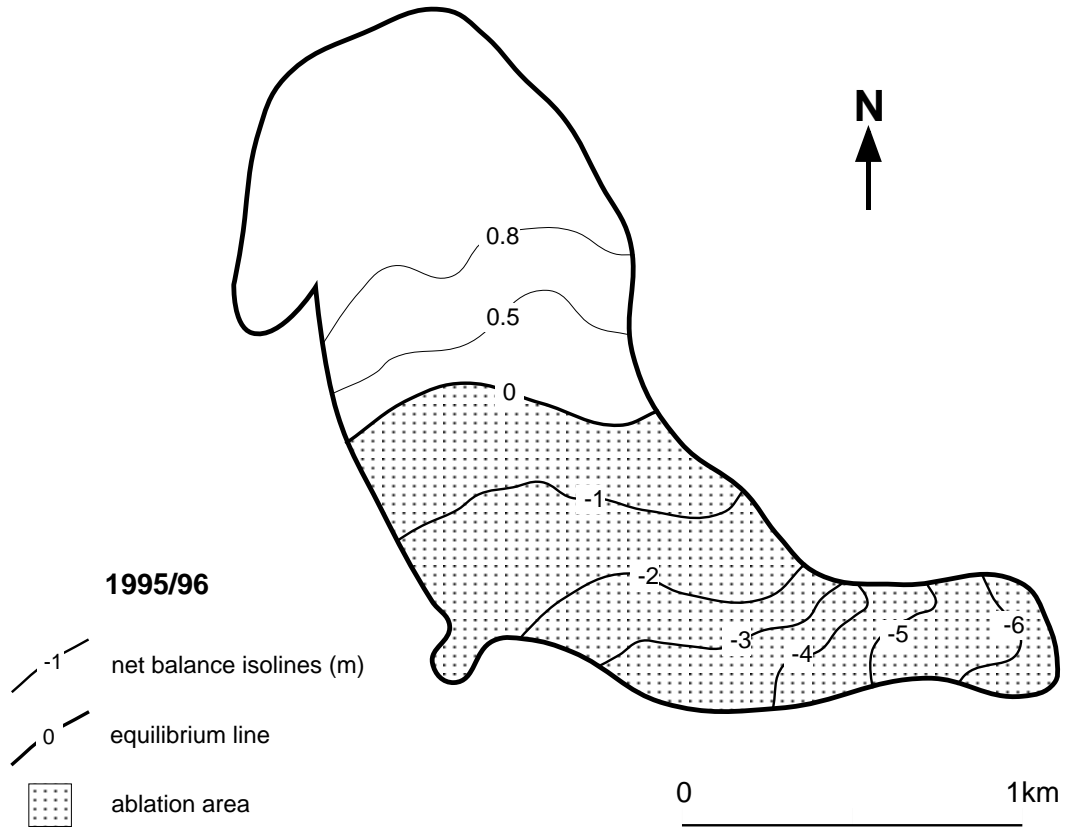 N
0.8
0.5
0
-1
-2
-3
-4
-5
-6
1995/96
-1 net balance isolines (m)
0 equilibrium line
ablation area
0 1km